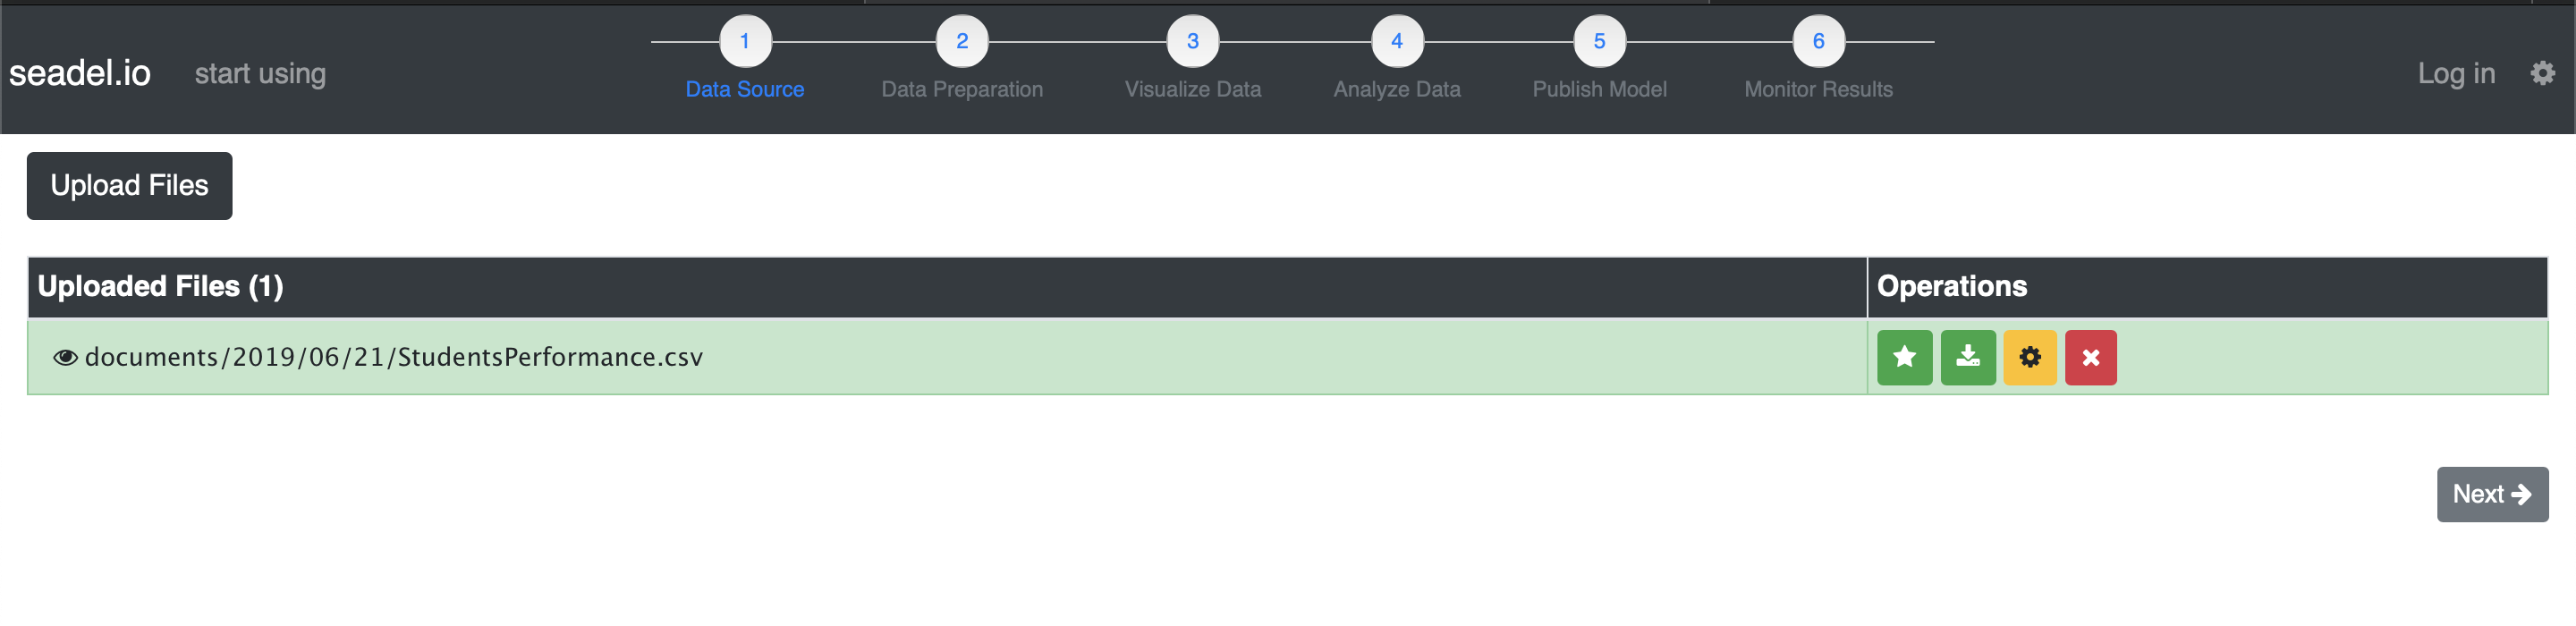 seadel.io
start using
1
Data Source
2
Data Preparation
3
Visualize Data
4
Analyze Data
5
Publish Model
6
Monitor Results
Log in
Upload Files
Uploaded Files (1)
Operations
documents/2019/06/21/StudentsPerformance.csv
Next